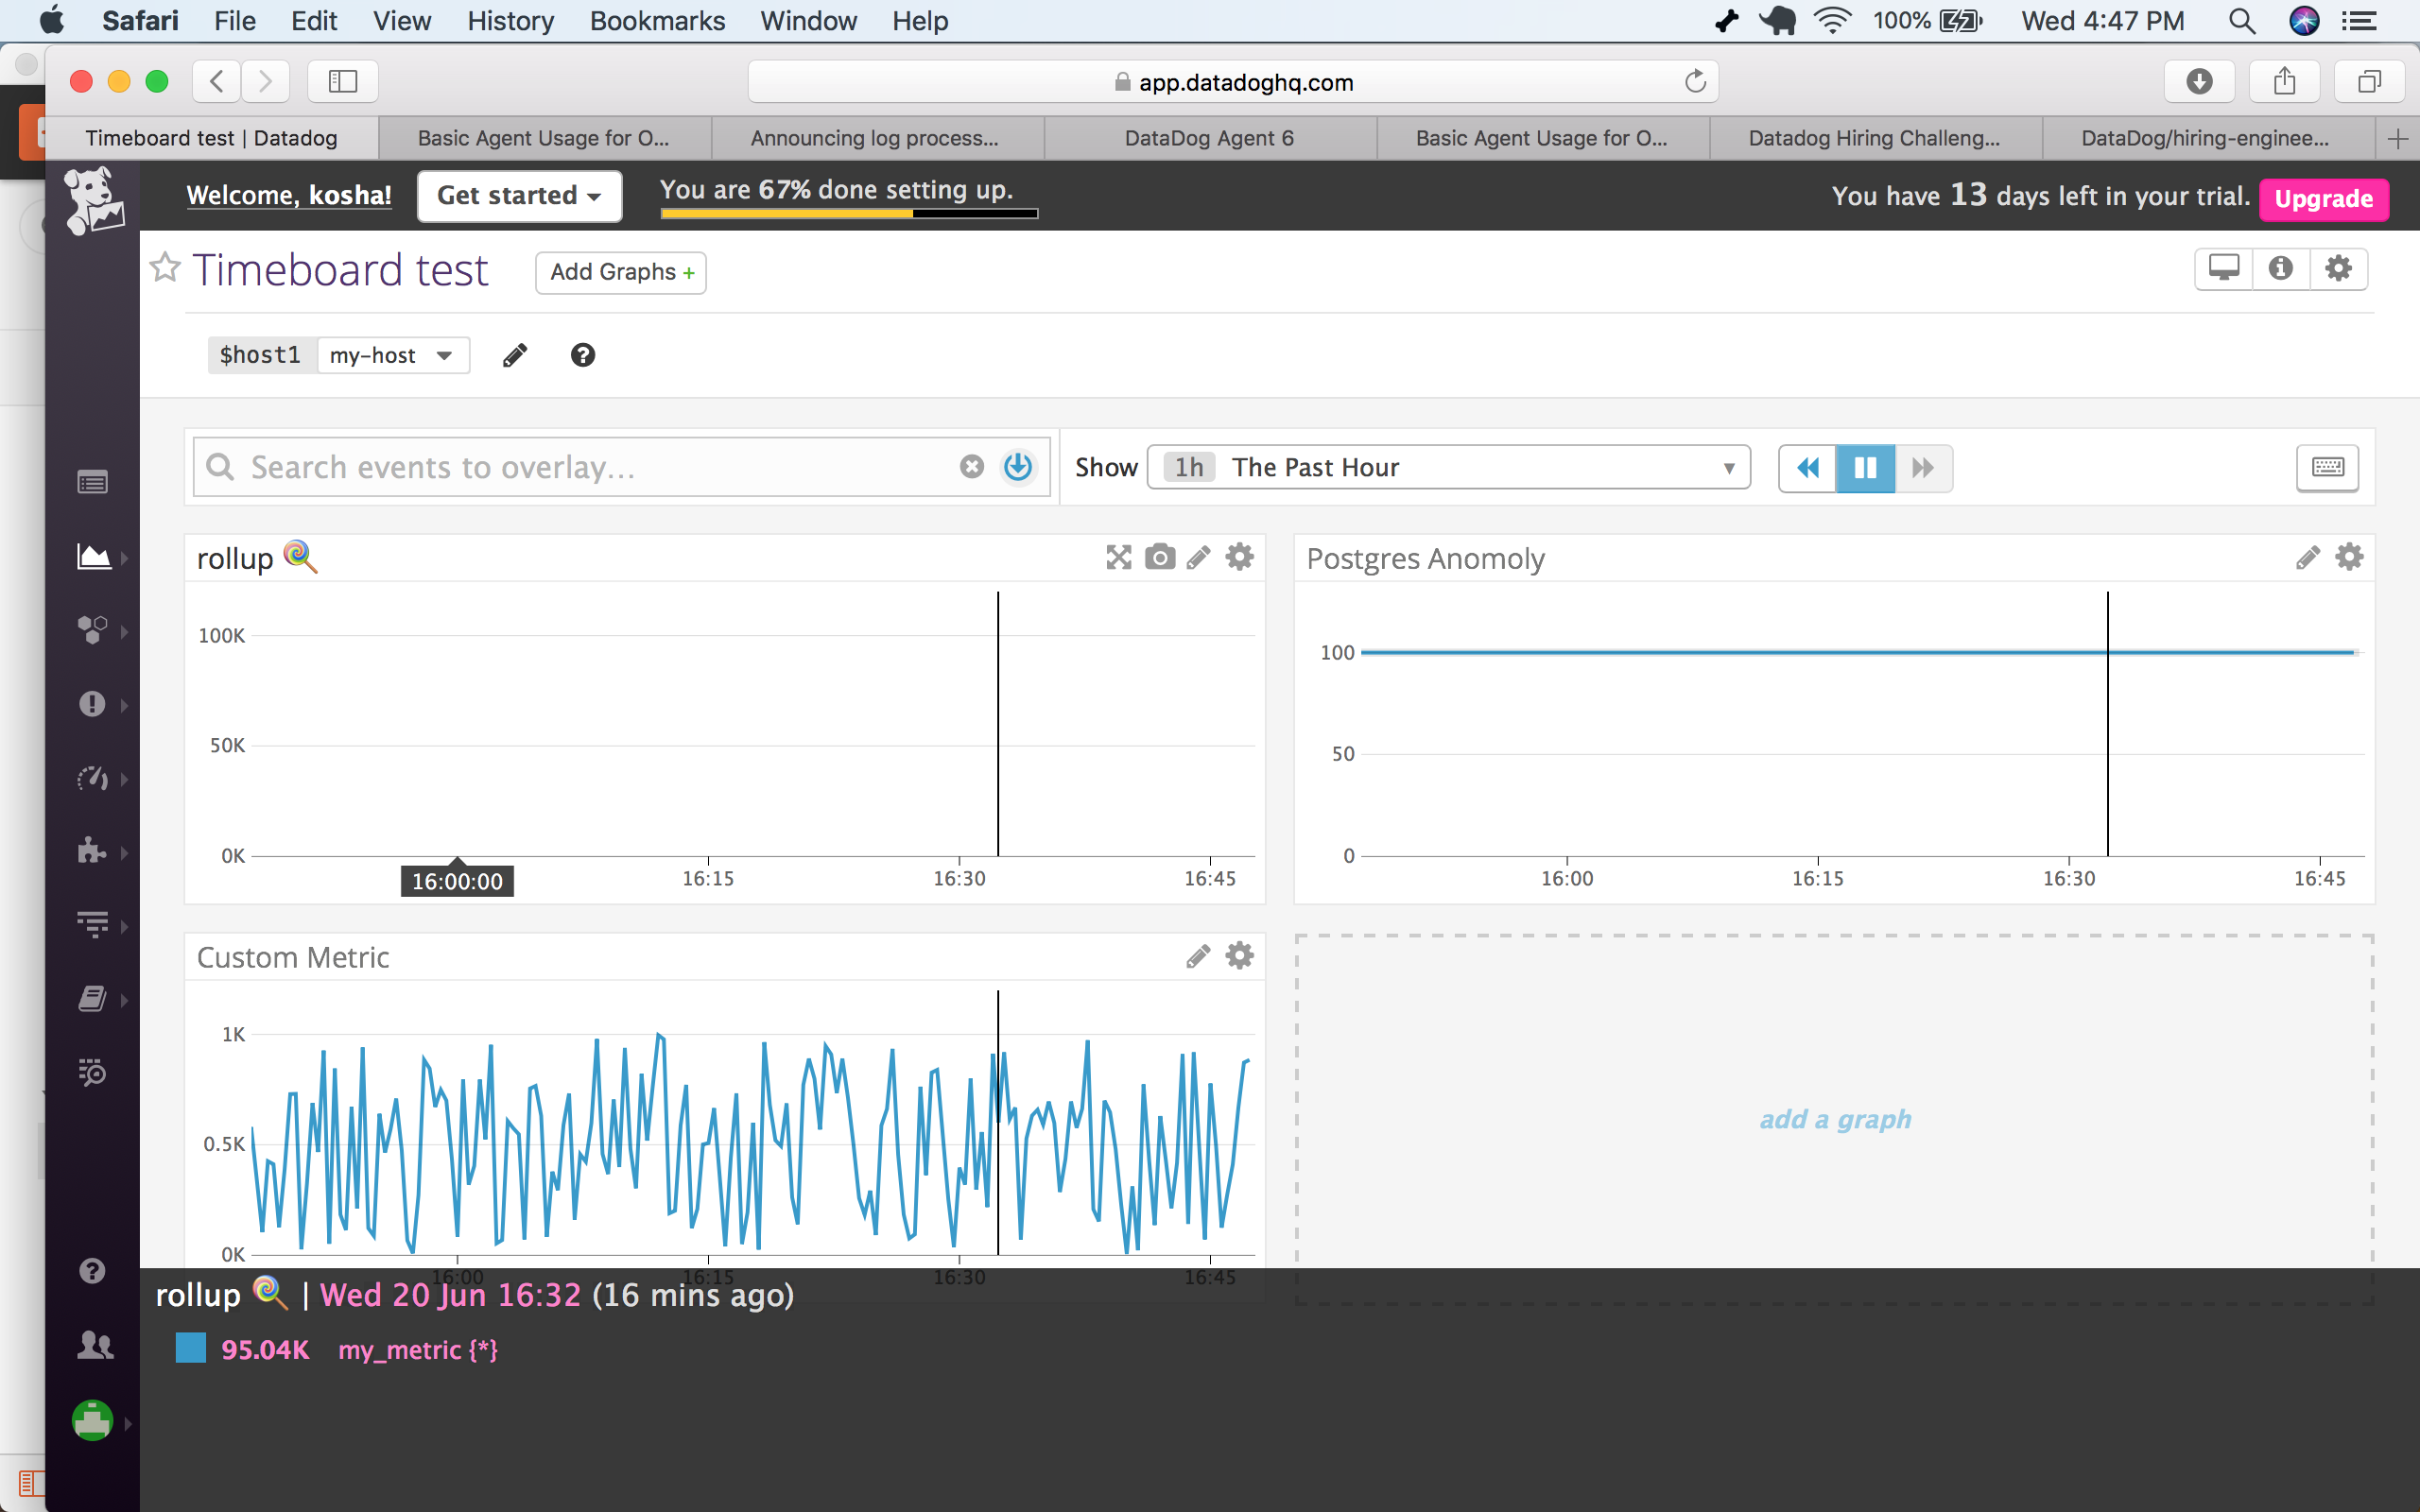 Safari File Edit View History Bookmarks Window Help 100% Wed 4:47 PM
app.datadoghq.com
Timeboard test | Datadog Basic Agent Usage for O... Announcing log process... DataDog Agent 6 Basic Agent Usage for O... Datadog Hiring Challeng... DataDog/hiring-enginee...
Welcome, kosha! Get started You are 67% done setting up. You have 13 days left in your trial. Upgrade
Timeboard test Add Graphs +
$host1 my-host
Search events to overlay... Show 1h The Past Hour
rollup 🍭
100K
50K
0K
16:00:00 16:15 16:30 16:45
Postgres Anomoly
100
50
0
16:00 16:15 16:30 16:45
Custom Metric
1K
0.5K
0K
16:00 16:15 16:30 16:45
add a graph
rollup 🍭 | Wed 20 Jun 16:32 (16 mins ago)
95.04K my_metric {*}